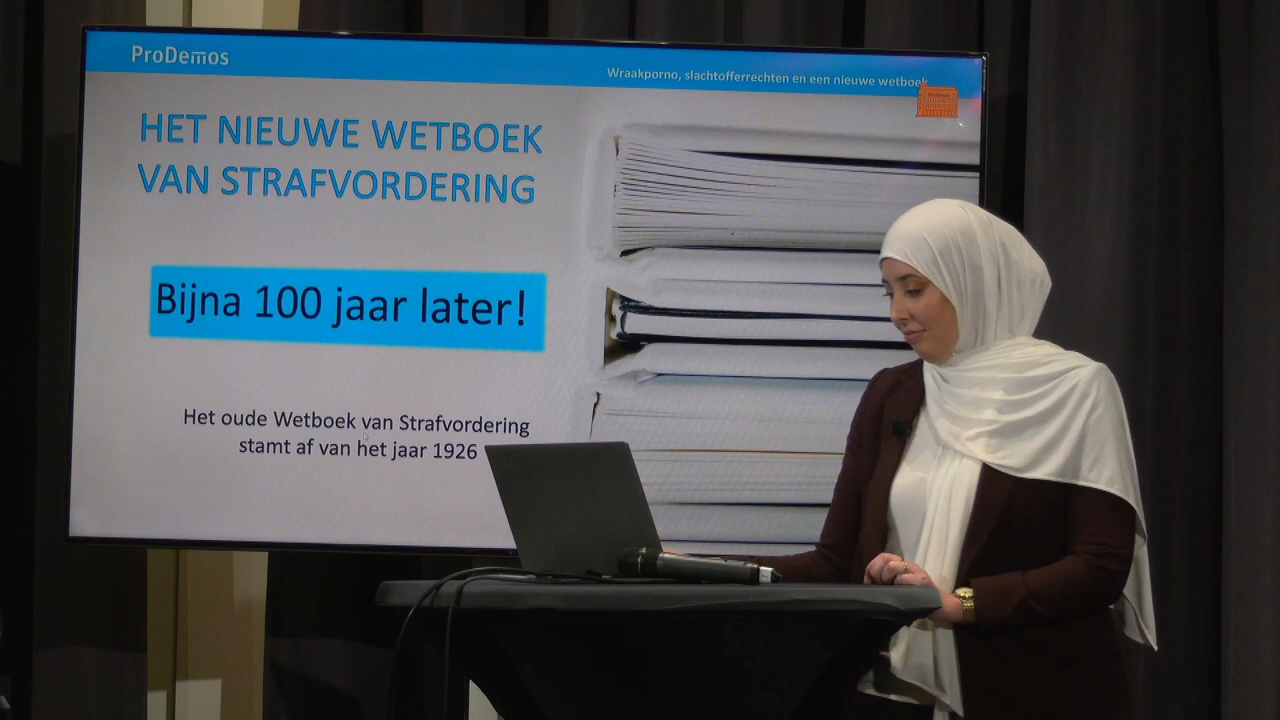 ProDemos
Wraakporno, slachtofferrechten en een nieuwe wetboek
ProDemos
HET NIEUWE WETBOEK
VAN STRAFVORDERING
Bijna 100 jaar later!
Het oude Wetboek van Strafvordering
stamt af van het jaar 1926